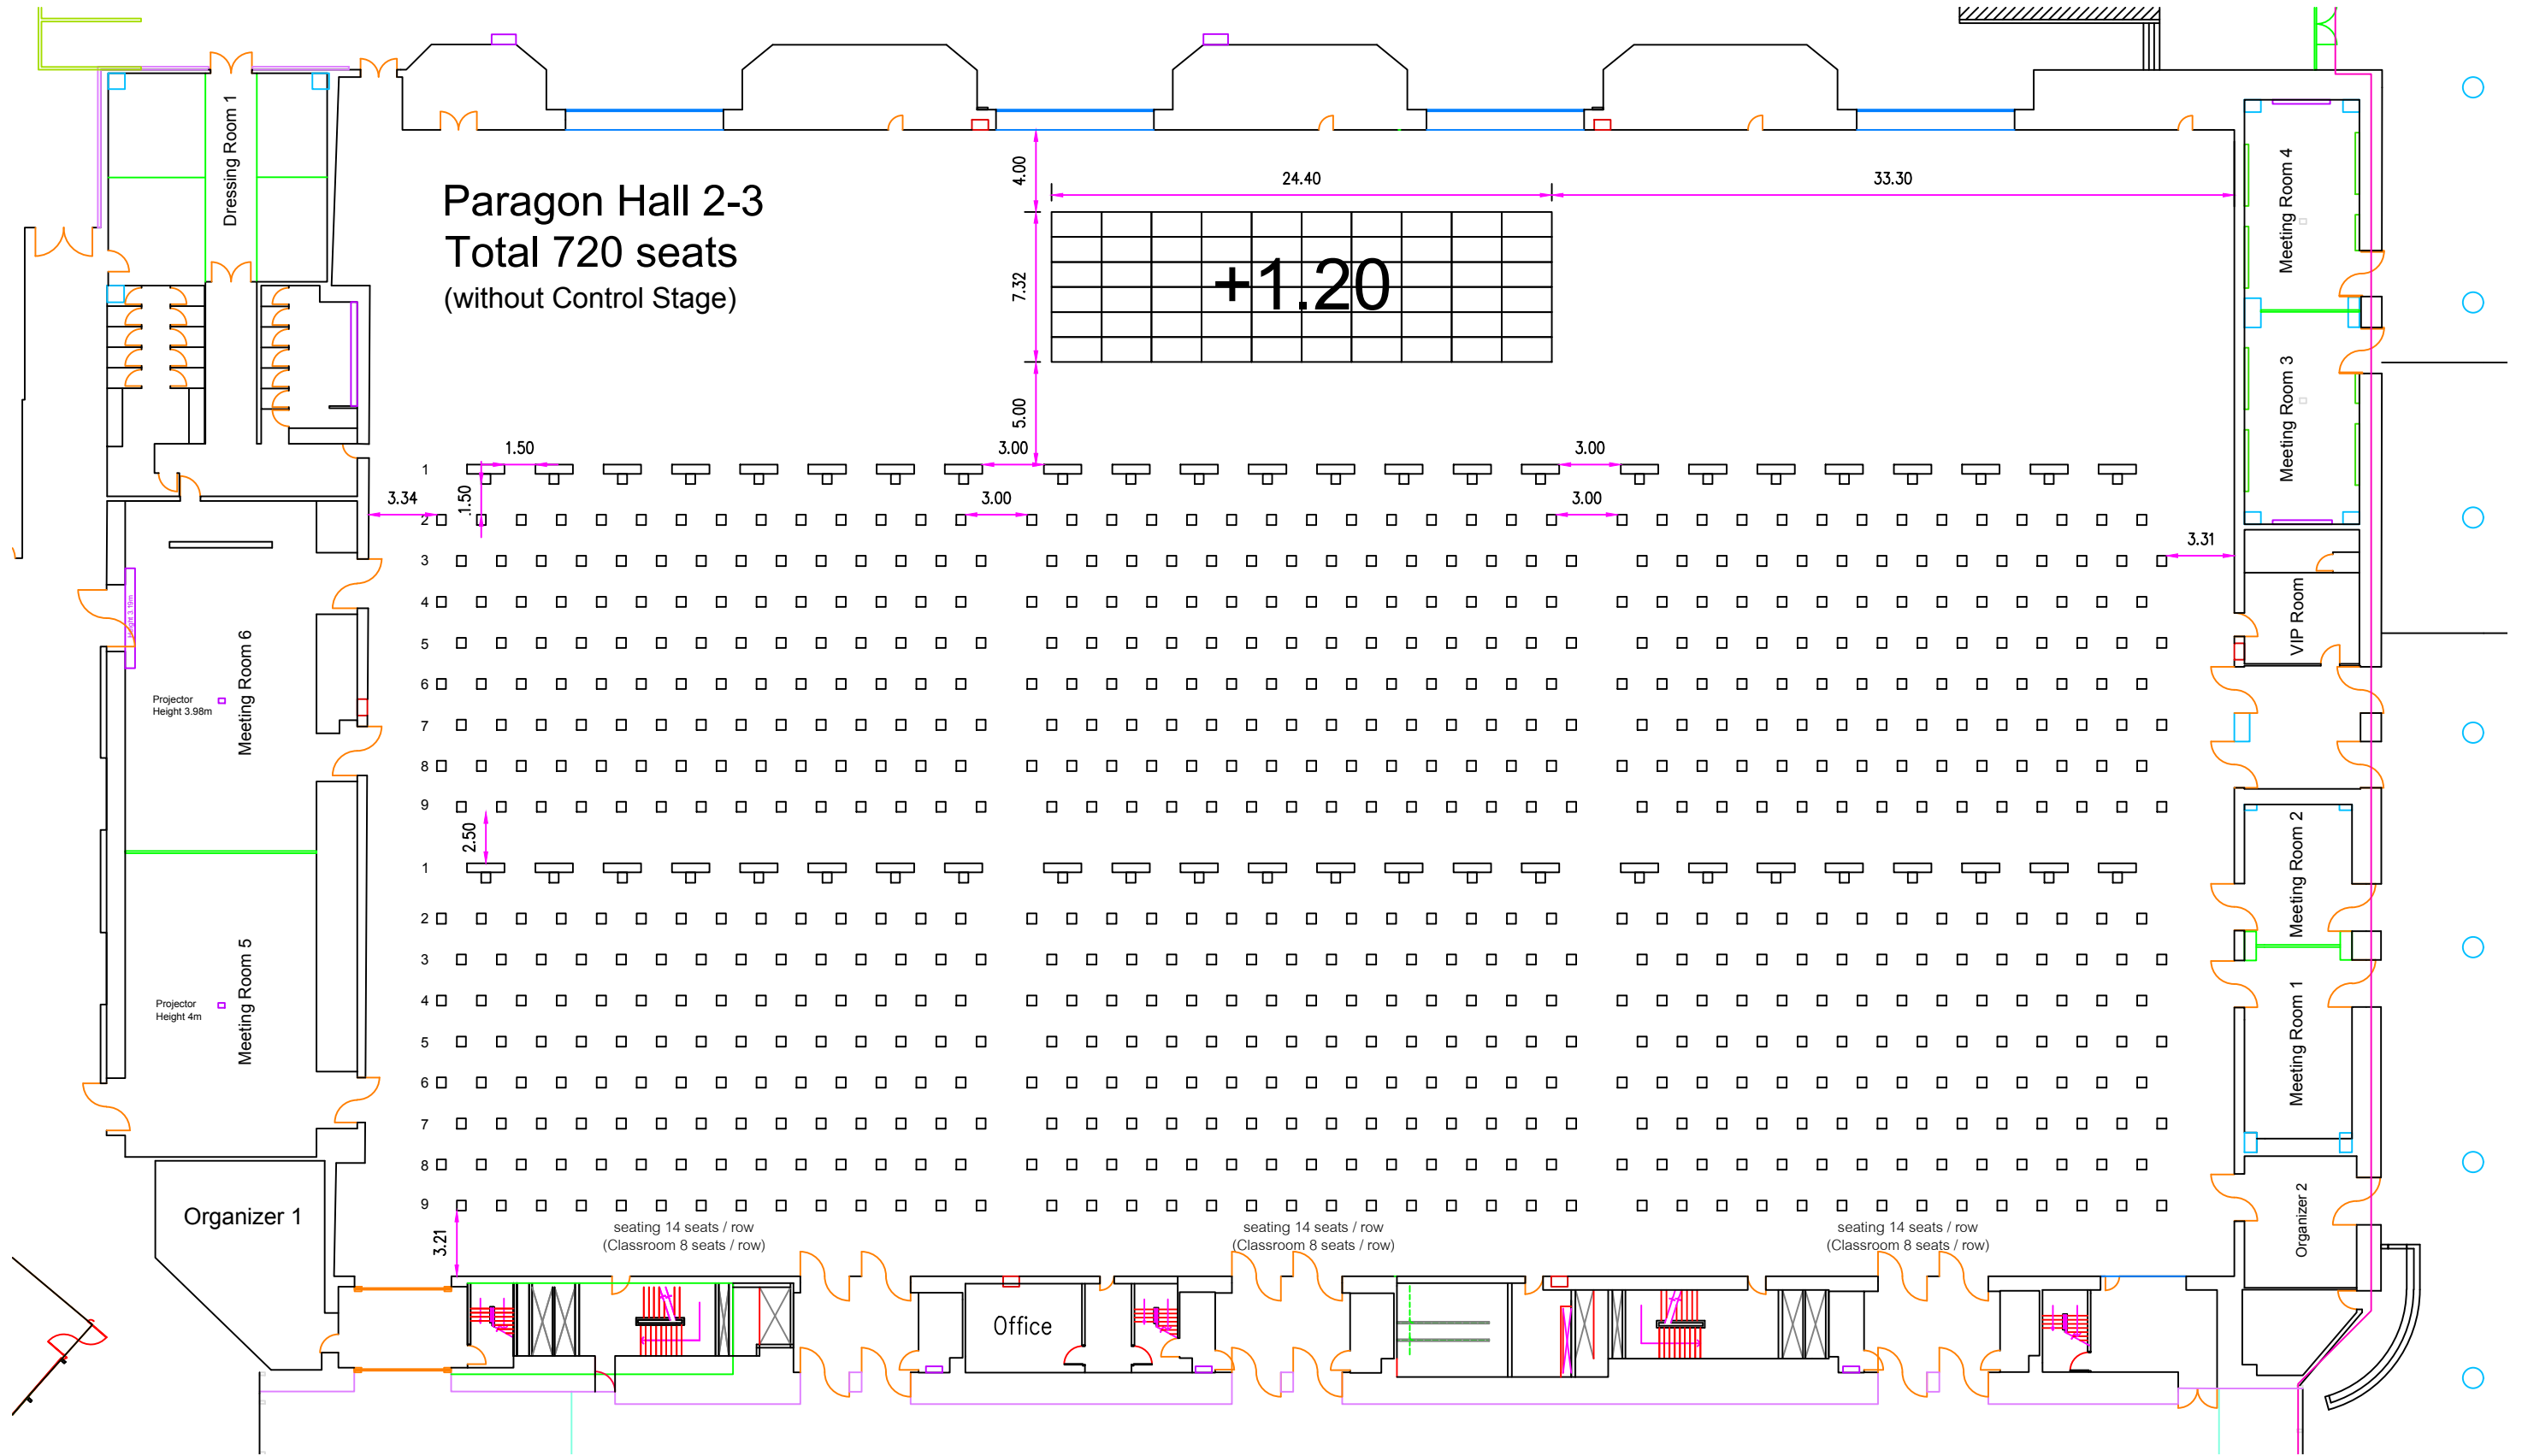 Dressing Room 1
Paragon Hall 2-3
Total 720 seats
(without Control Stage)
4.00
24.40
33.30
7.32
+1.20
5.00
Meeting Room 4
Meeting Room 3
1
1.50
3.00
3.00
3.34
1.50
2
3.00
3.00
3
3.31
4
5
6
7
8
9
Height 3.19m
Meeting Room 6
Projector
Height 3.98m
VIP Room
2.50
1
2
3
4
5
6
7
8
9
Meeting Room 2
Meeting Room 1
Meeting Room 5
Projector
Height 4m
Organizer 1
Organizer 2
3.21
seating 14 seats / row
(Classroom 8 seats / row)
seating 14 seats / row
(Classroom 8 seats / row)
seating 14 seats / row
(Classroom 8 seats / row)
Office